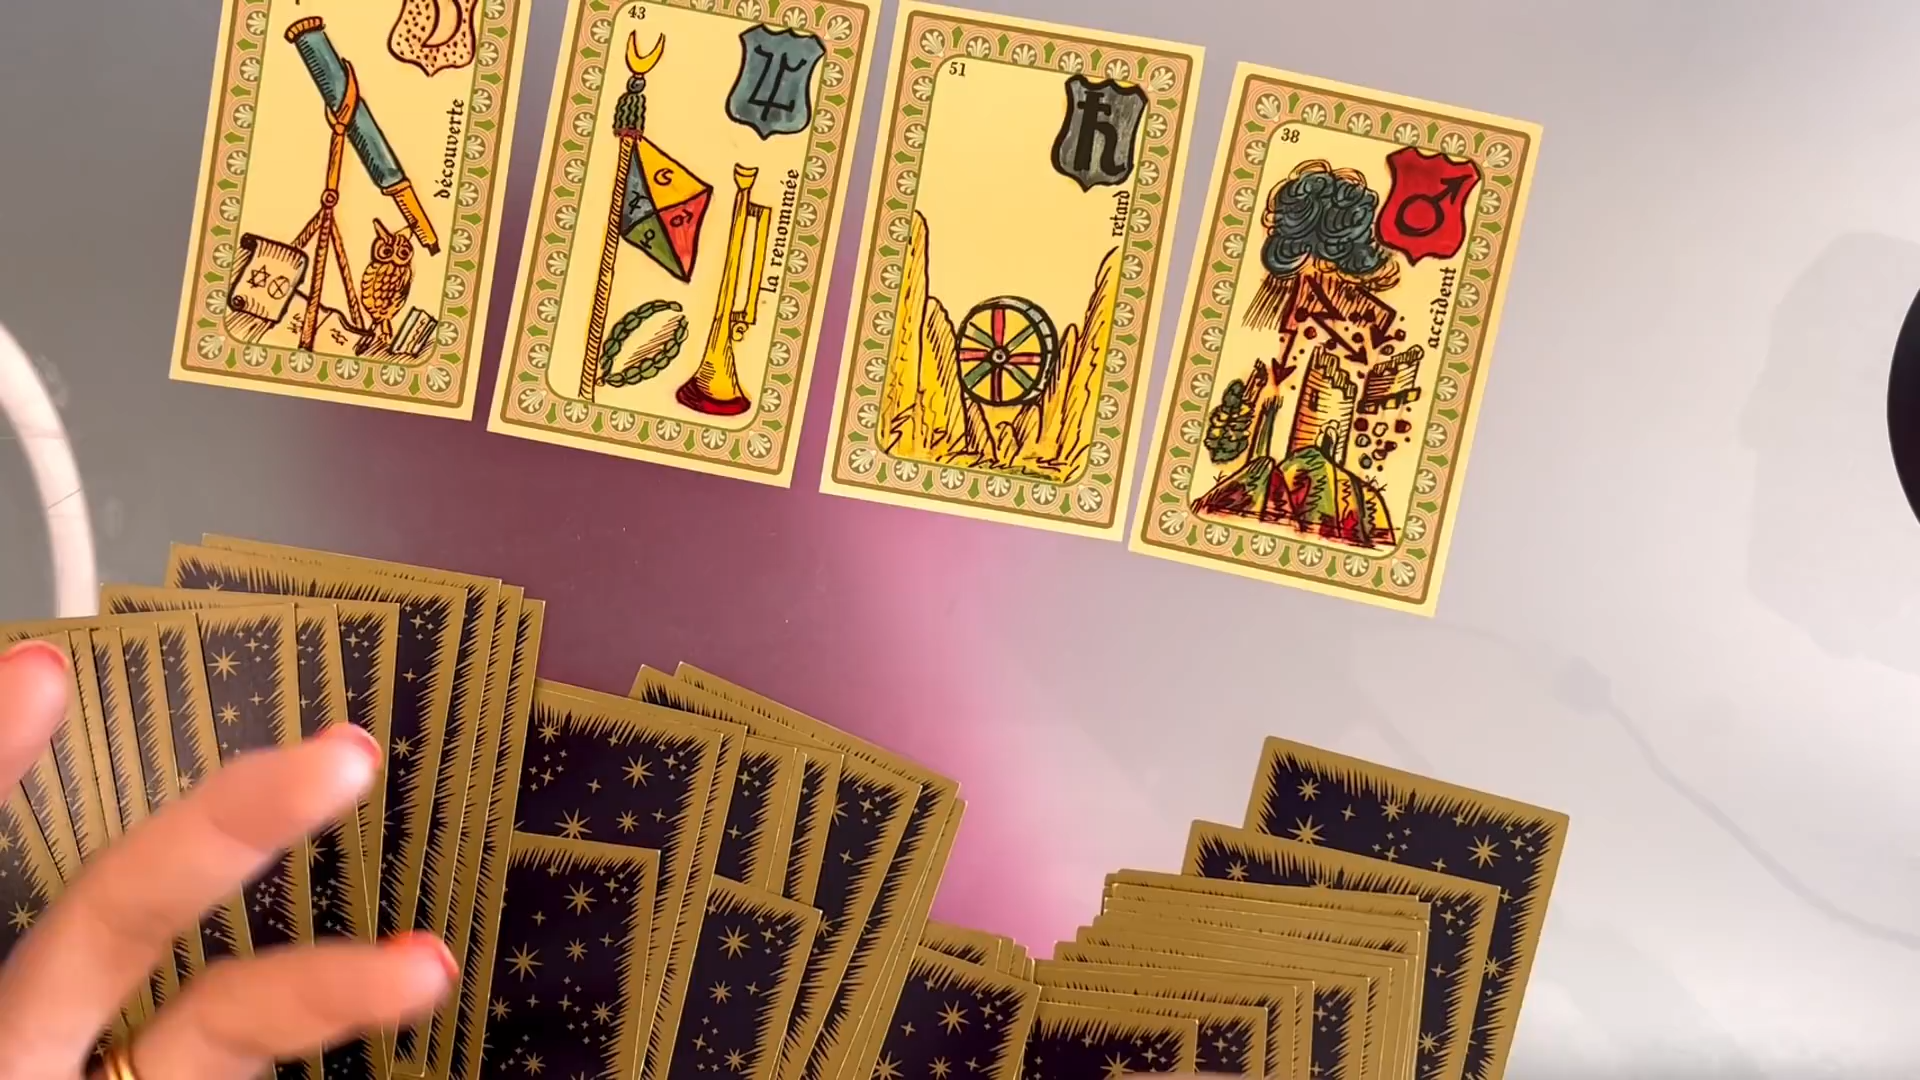 découverte
43
la renommée
51
retard
38
accident